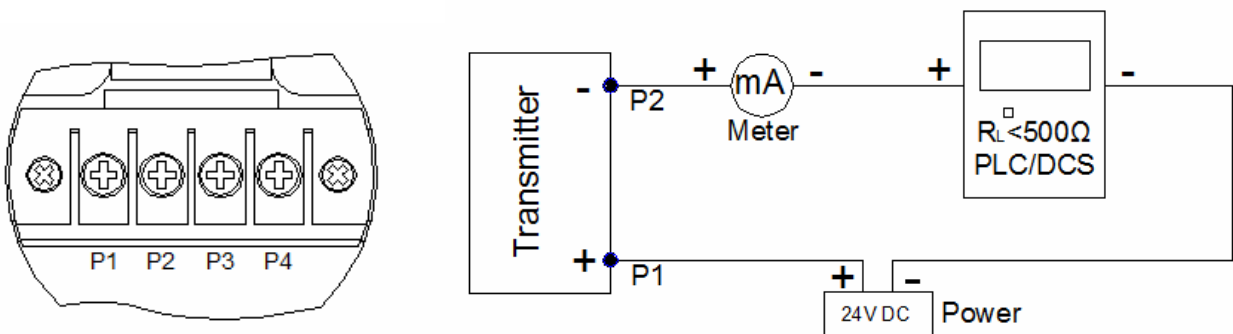 P1 P2 P3 P4
Transmitter
-
P2
+
mA
-
Meter
+
-
RL<500Ω
PLC/DCS
+
P1
+
-
24V DC
Power